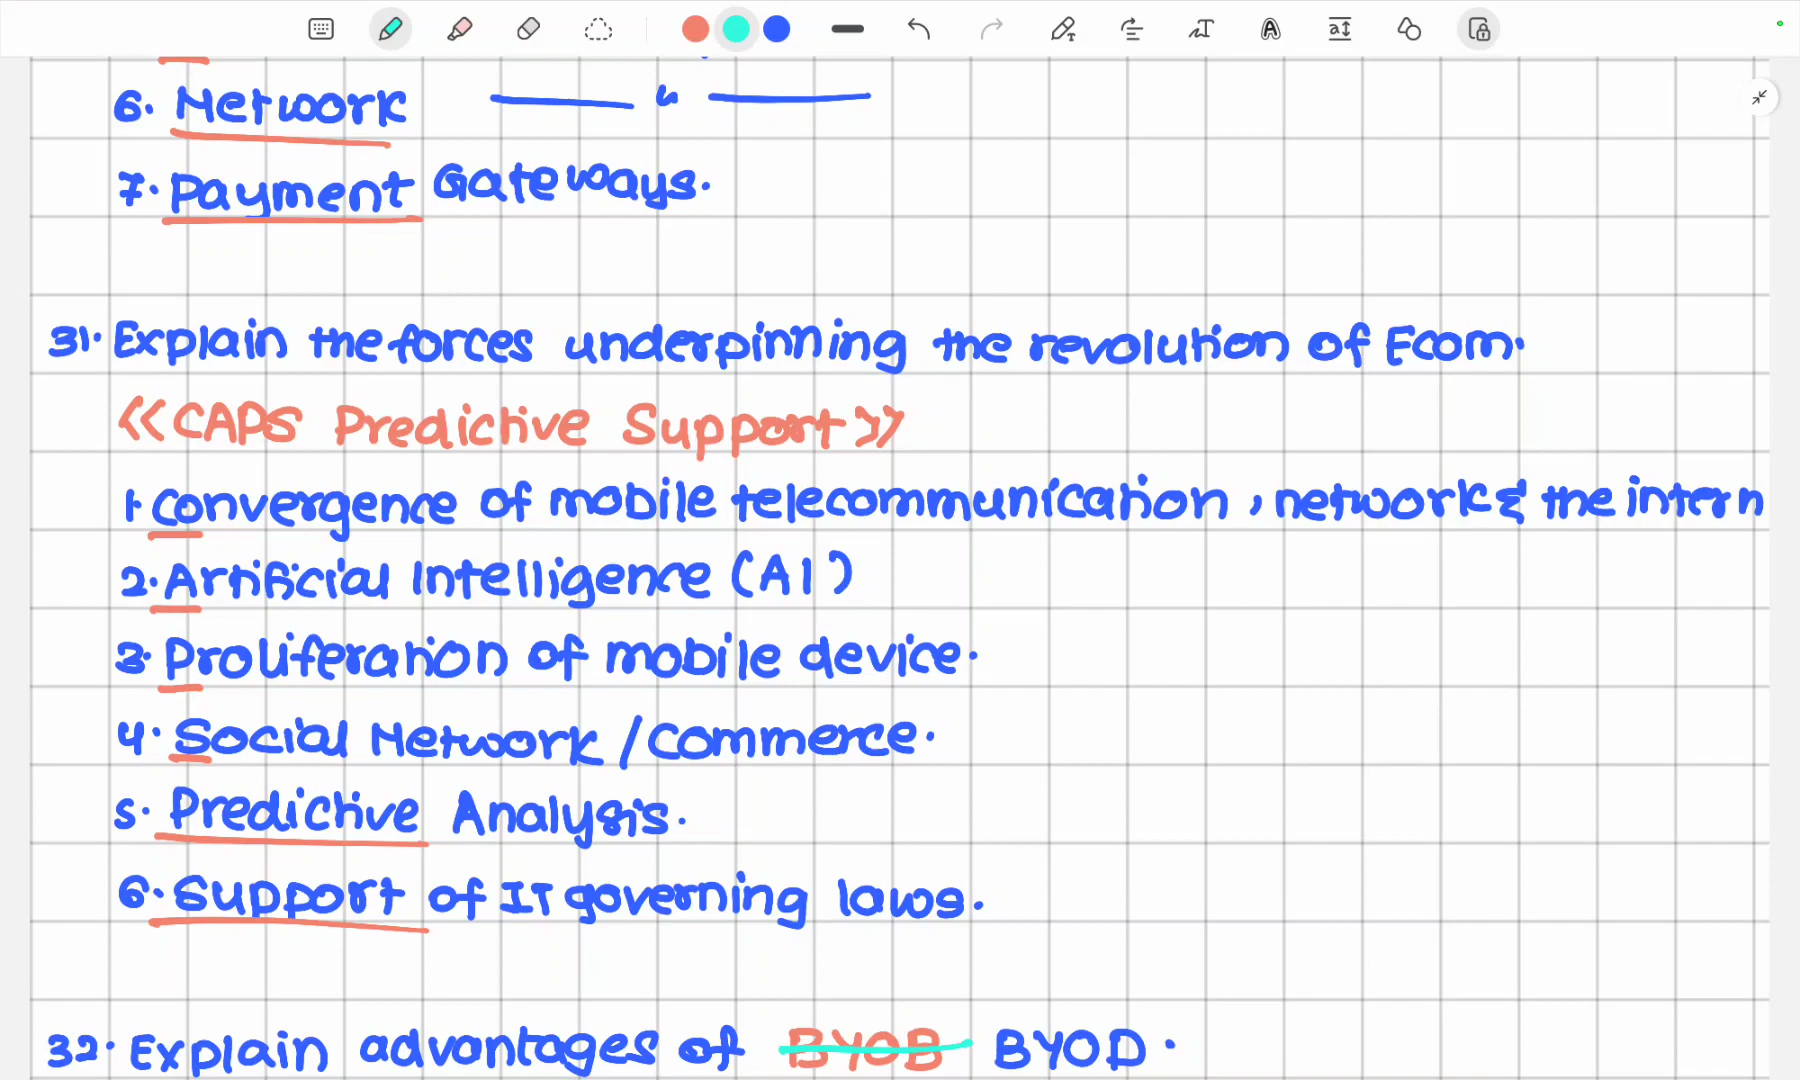 6. Network —— " ——
7. Payment Gateways.
31. Explain the forces underpinning the revolution of Ecom.
<<CAPS Predictive Support>>
1. Convergence of mobile telecommunication, network & the intern
2. Artificial Intelligence (AI)
3. Proliferation of mobile device.
4. Social Network / Commerce.
5. Predictive Analysis.
6. Support of IT governing laws.
32. Explain advantages of BYOB BYOD.